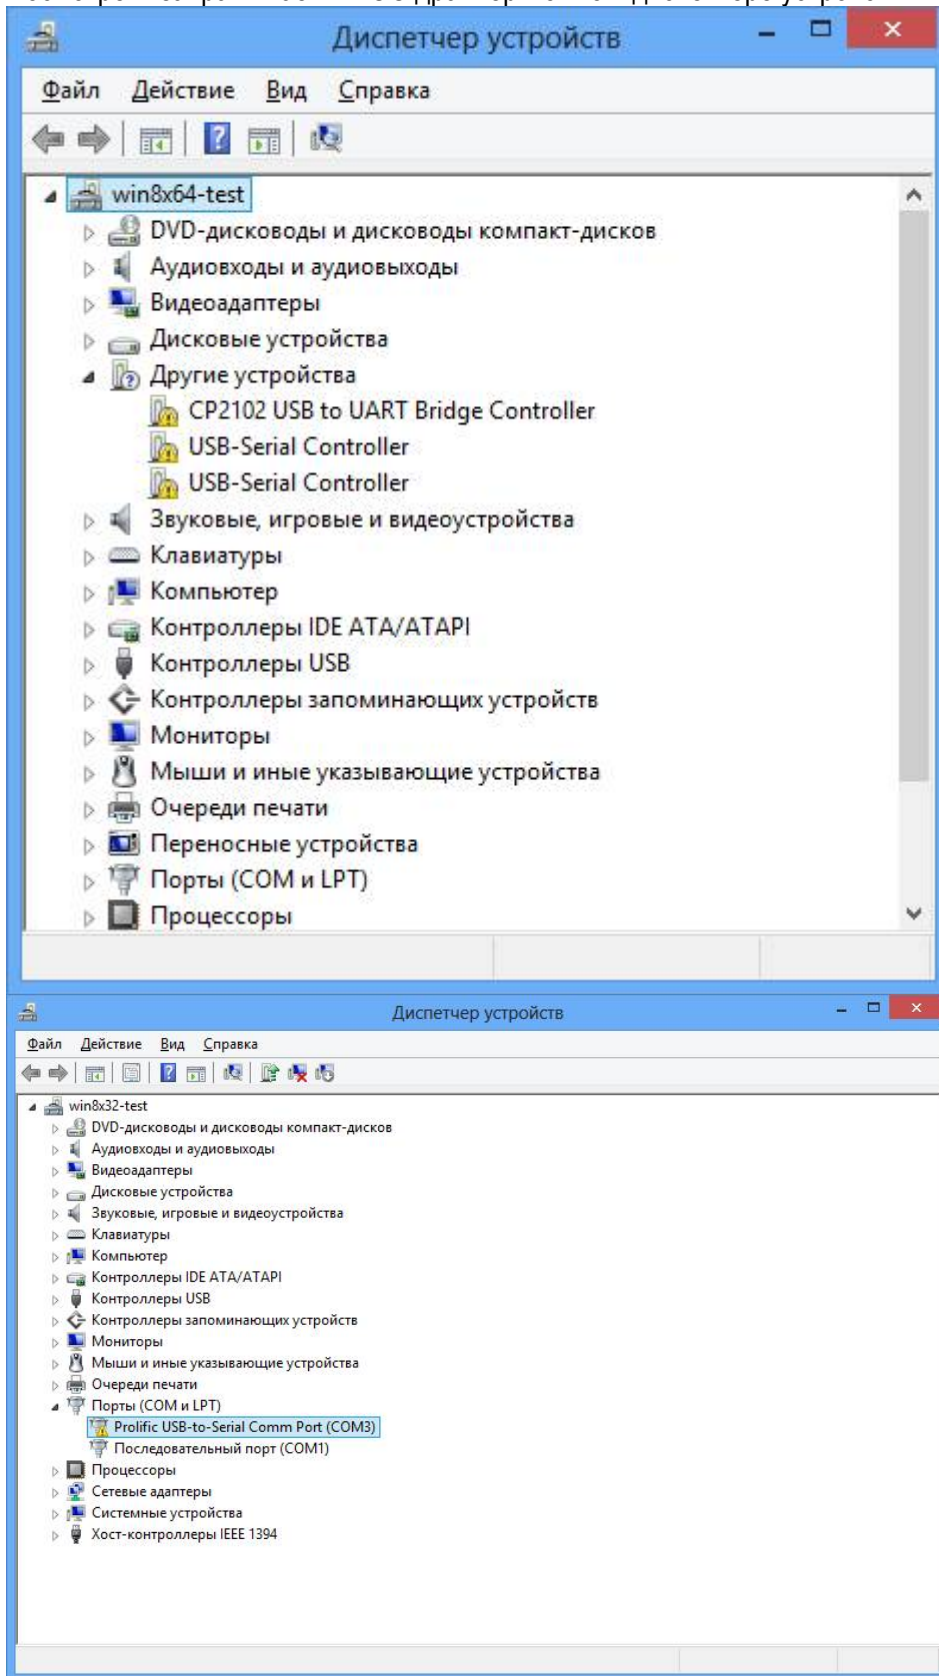 Диспетчер устройств
Файл Действие Вид Справка
win8x64-test
DVD-дисководы и дисководы компакт-дисков
Аудиовходы и аудиовыходы
Видеоадаптеры
Дисковые устройства
Другие устройства
CP2102 USB to UART Bridge Controller
USB-Serial Controller
USB-Serial Controller
Звуковые, игровые и видеоустройства
Клавиатуры
Компьютер
Контроллеры IDE ATA/ATAPI
Контроллеры USB
Контроллеры запоминающих устройств
Мониторы
Мыши и иные указывающие устройства
Очереди печати
Переносные устройства
Порты (COM и LPT)
Процессоры
Диспетчер устройств
Файл Действие Вид Справка
win8x32-test
DVD-дисководы и дисководы компакт-дисков
Аудиовходы и аудиовыходы
Видеоадаптеры
Дисковые устройства
Звуковые, игровые и видеоустройства
Клавиатуры
Компьютер
Контроллеры IDE ATA/ATAPI
Контроллеры USB
Контроллеры запоминающих устройств
Мониторы
Мыши и иные указывающие устройства
Очереди печати
Порты (COM и LPT)
Prolific USB-to-Serial Comm Port (COM3)
Последовательный порт (COM1)
Процессоры
Сетевые адаптеры
Системные устройства
Хост-контроллеры IEEE 1394